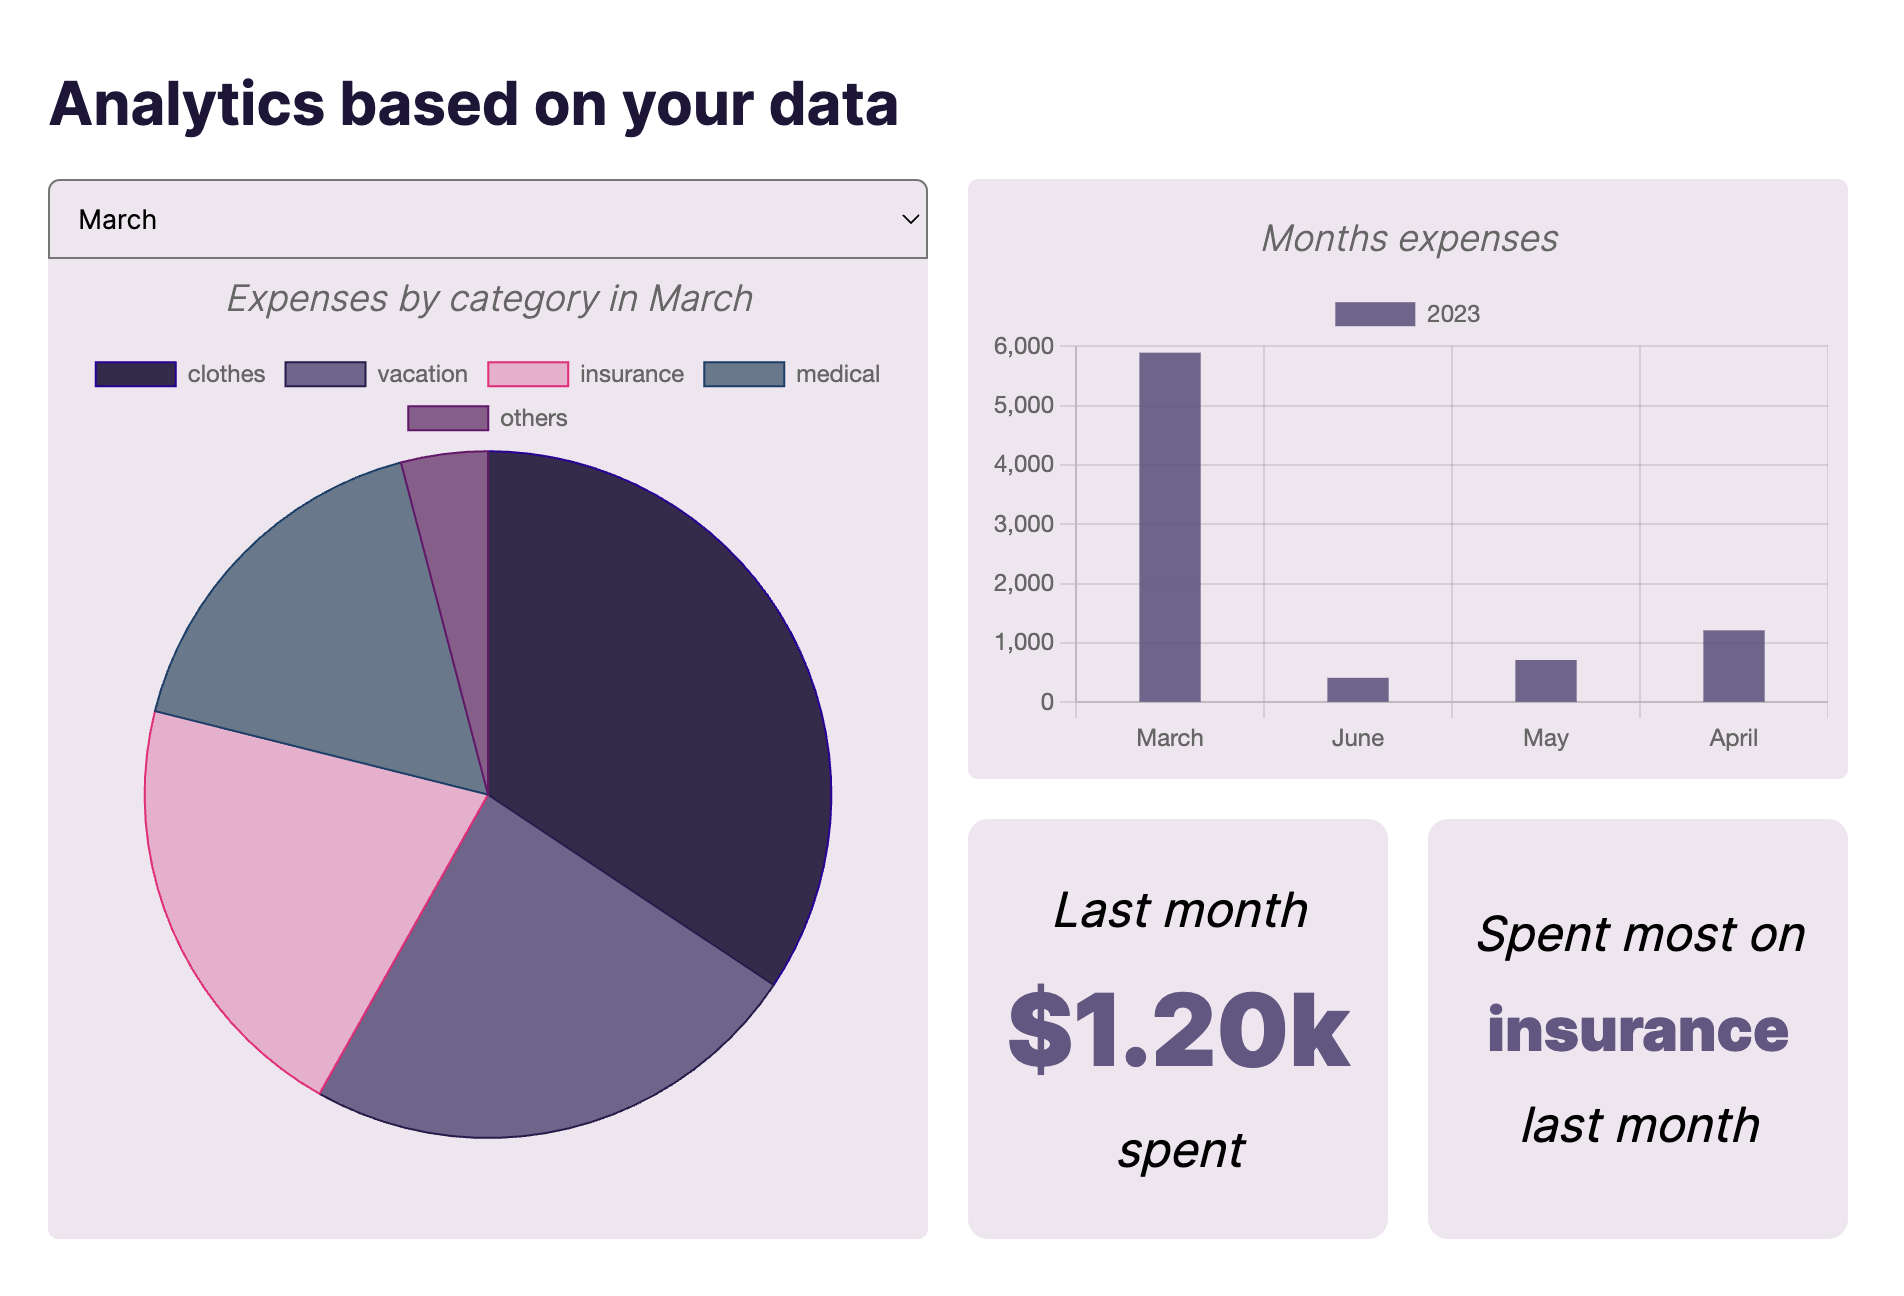 Analytics based on your data
March
Expenses by category in March
clothes vacation insurance medical
others
Months expenses
2023
6,000
5,000
4,000
3,000
2,000
1,000
0
March June May April
Last month
$1.20k
spent
Spent most on
insurance
last month